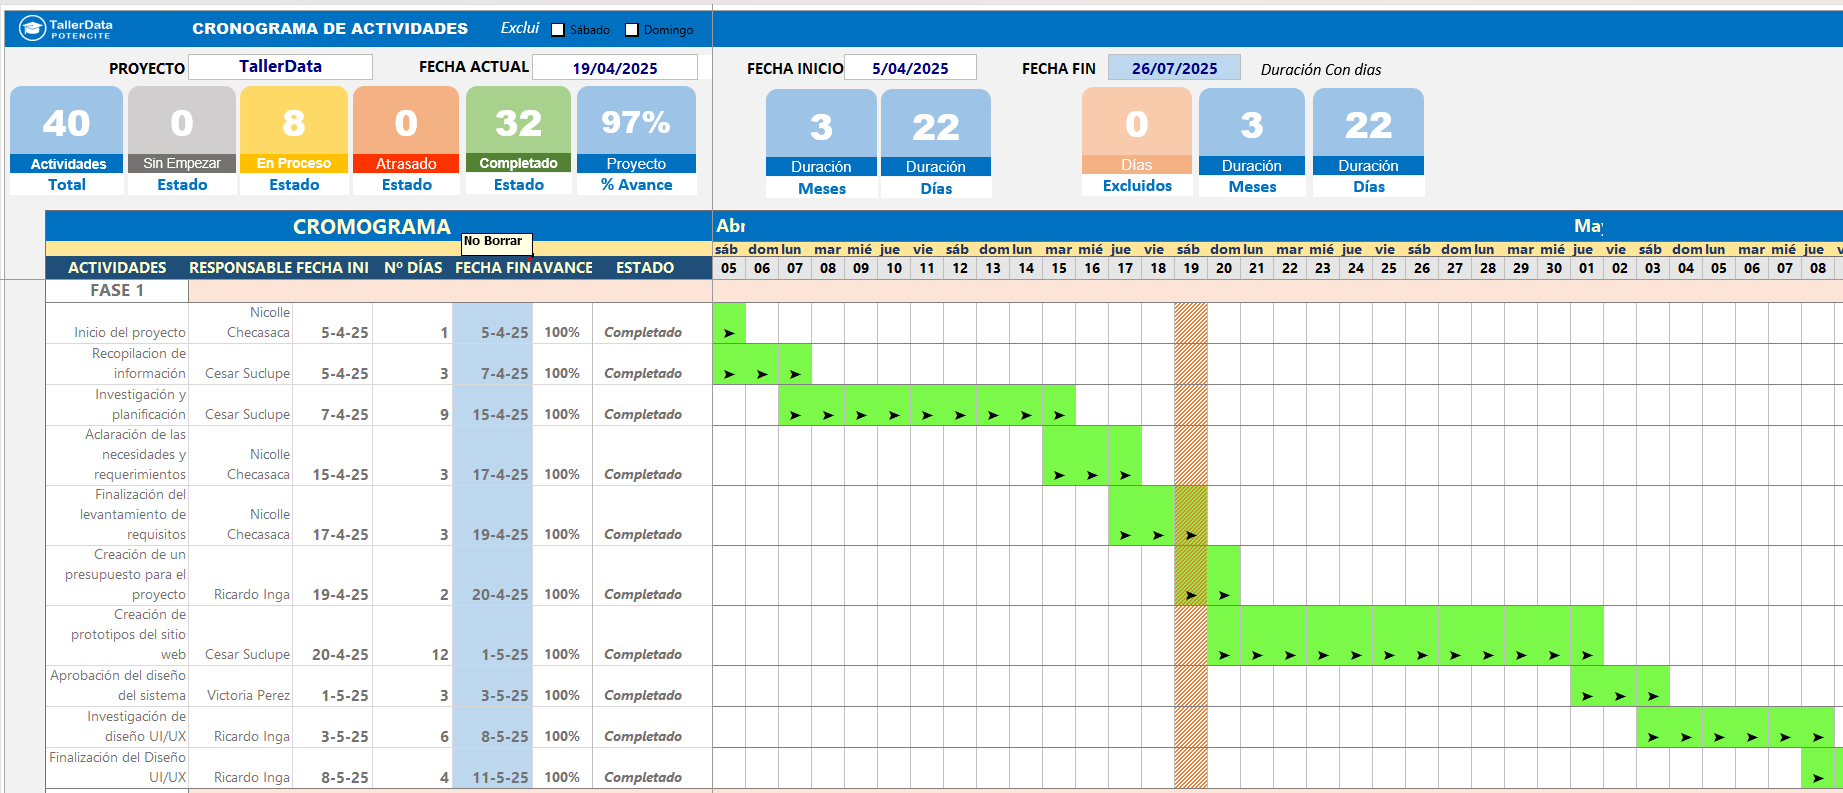 TallerData
POTENCITE
CRONOGRAMA DE ACTIVIDADES
Exclui
Sábado
Domingo
PROYECTO TallerData FECHA ACTUAL 19/04/2025 FECHA INICIO 5/04/2025 FECHA FIN 26/07/2025 Duración Con dias
40 0 8 0 32 97% 3 22 0 3 22
Actividades Sin Empezar En Proceso Atrasado Completado Proyecto Duración Duración Días Duración Duración
Total Estado Estado Estado Estado % Avance Meses Días Excluidos Meses Días
CROMOGRAMA
No Borrar
Abr
May
sáb dom lun mar mié jue vie sáb dom lun mar mié jue vie sáb dom lun mar mié jue vie sáb dom lun mar mié jue vie sáb dom lun mar mié jue v
ACTIVIDADES RESPONSABLE FECHA INI Nº DÍAS FECHA FIN AVANCE ESTADO
05 06 07 08 09 10 11 12 13 14 15 16 17 18 19 20 21 22 23 24 25 26 27 28 29 30 01 02 03 04 05 06 07 08
FASE 1
Inicio del proyecto Nicolle Checasaca 5-4-25 1 5-4-25 100% Completado
Recopilacion de información Cesar Suclupe 5-4-25 3 7-4-25 100% Completado
Investigación y planificación Cesar Suclupe 7-4-25 9 15-4-25 100% Completado
Aclaración de las necesidades y requerimientos Nicolle Checasaca 15-4-25 3 17-4-25 100% Completado
Finalización del levantamiento de requisitos Nicolle Checasaca 17-4-25 3 19-4-25 100% Completado
Creación de un presupuesto para el proyecto Ricardo Inga 19-4-25 2 20-4-25 100% Completado
Creación de prototipos del sitio web Cesar Suclupe 20-4-25 12 1-5-25 100% Completado
Aprobación del diseño del sistema Victoria Perez 1-5-25 3 3-5-25 100% Completado
Investigación de diseño UI/UX Ricardo Inga 3-5-25 6 8-5-25 100% Completado
Finalización del Diseño UI/UX Ricardo Inga 8-5-25 4 11-5-25 100% Completado